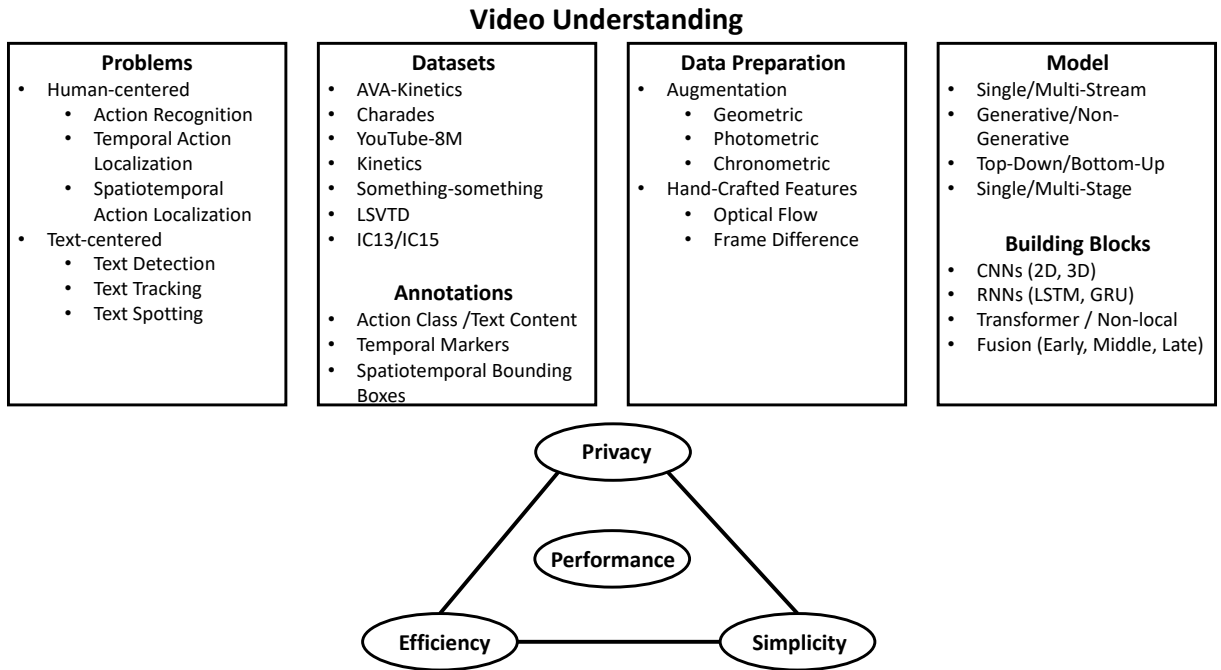 Video Understanding
Problems
• Human-centered
• Action Recognition
• Temporal Action
Localization
• Spatiotemporal
Action Localization
• Text-centered
• Text Detection
• Text Tracking
• Text Spotting
Datasets
• AVA-Kinetics
• Charades
• YouTube-8M
• Kinetics
• Something-something
• LSVTD
• IC13/IC15
Annotations
• Action Class /Text Content
• Temporal Markers
• Spatiotemporal Bounding
Boxes
Data Preparation
• Augmentation
• Geometric
• Photometric
• Chronometric
• Hand-Crafted Features
• Optical Flow
• Frame Difference
Model
• Single/Multi-Stream
• Generative/Non-
Generative
• Top-Down/Bottom-Up
• Single/Multi-Stage
Building Blocks
• CNNs (2D, 3D)
• RNNs (LSTM, GRU)
• Transformer / Non-local
• Fusion (Early, Middle, Late)
Privacy
Performance
Efficiency
Simplicity